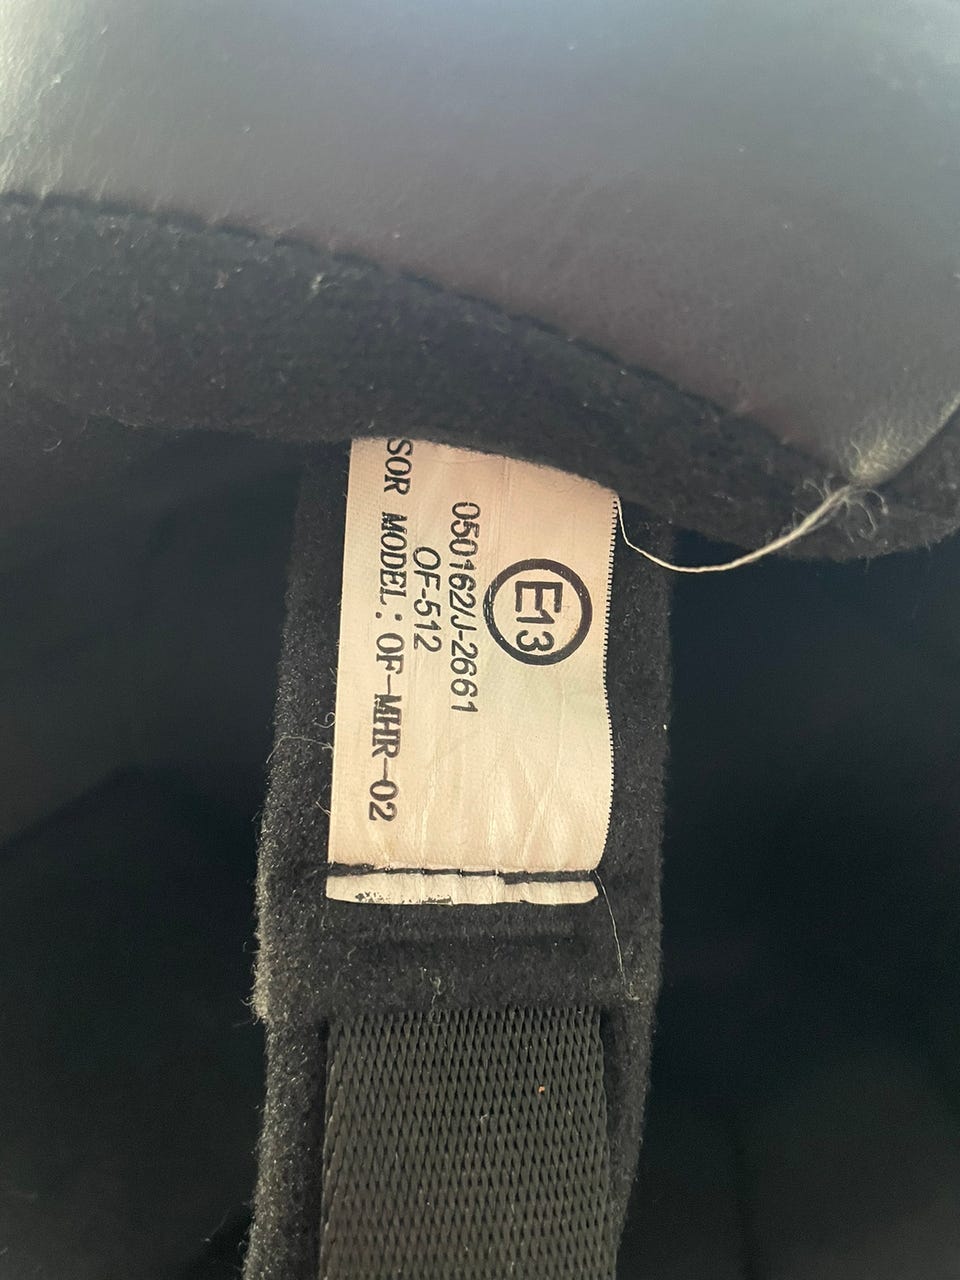 E13
050162/J-2661
OF-512
SOR MODEL: OF-MHR-02